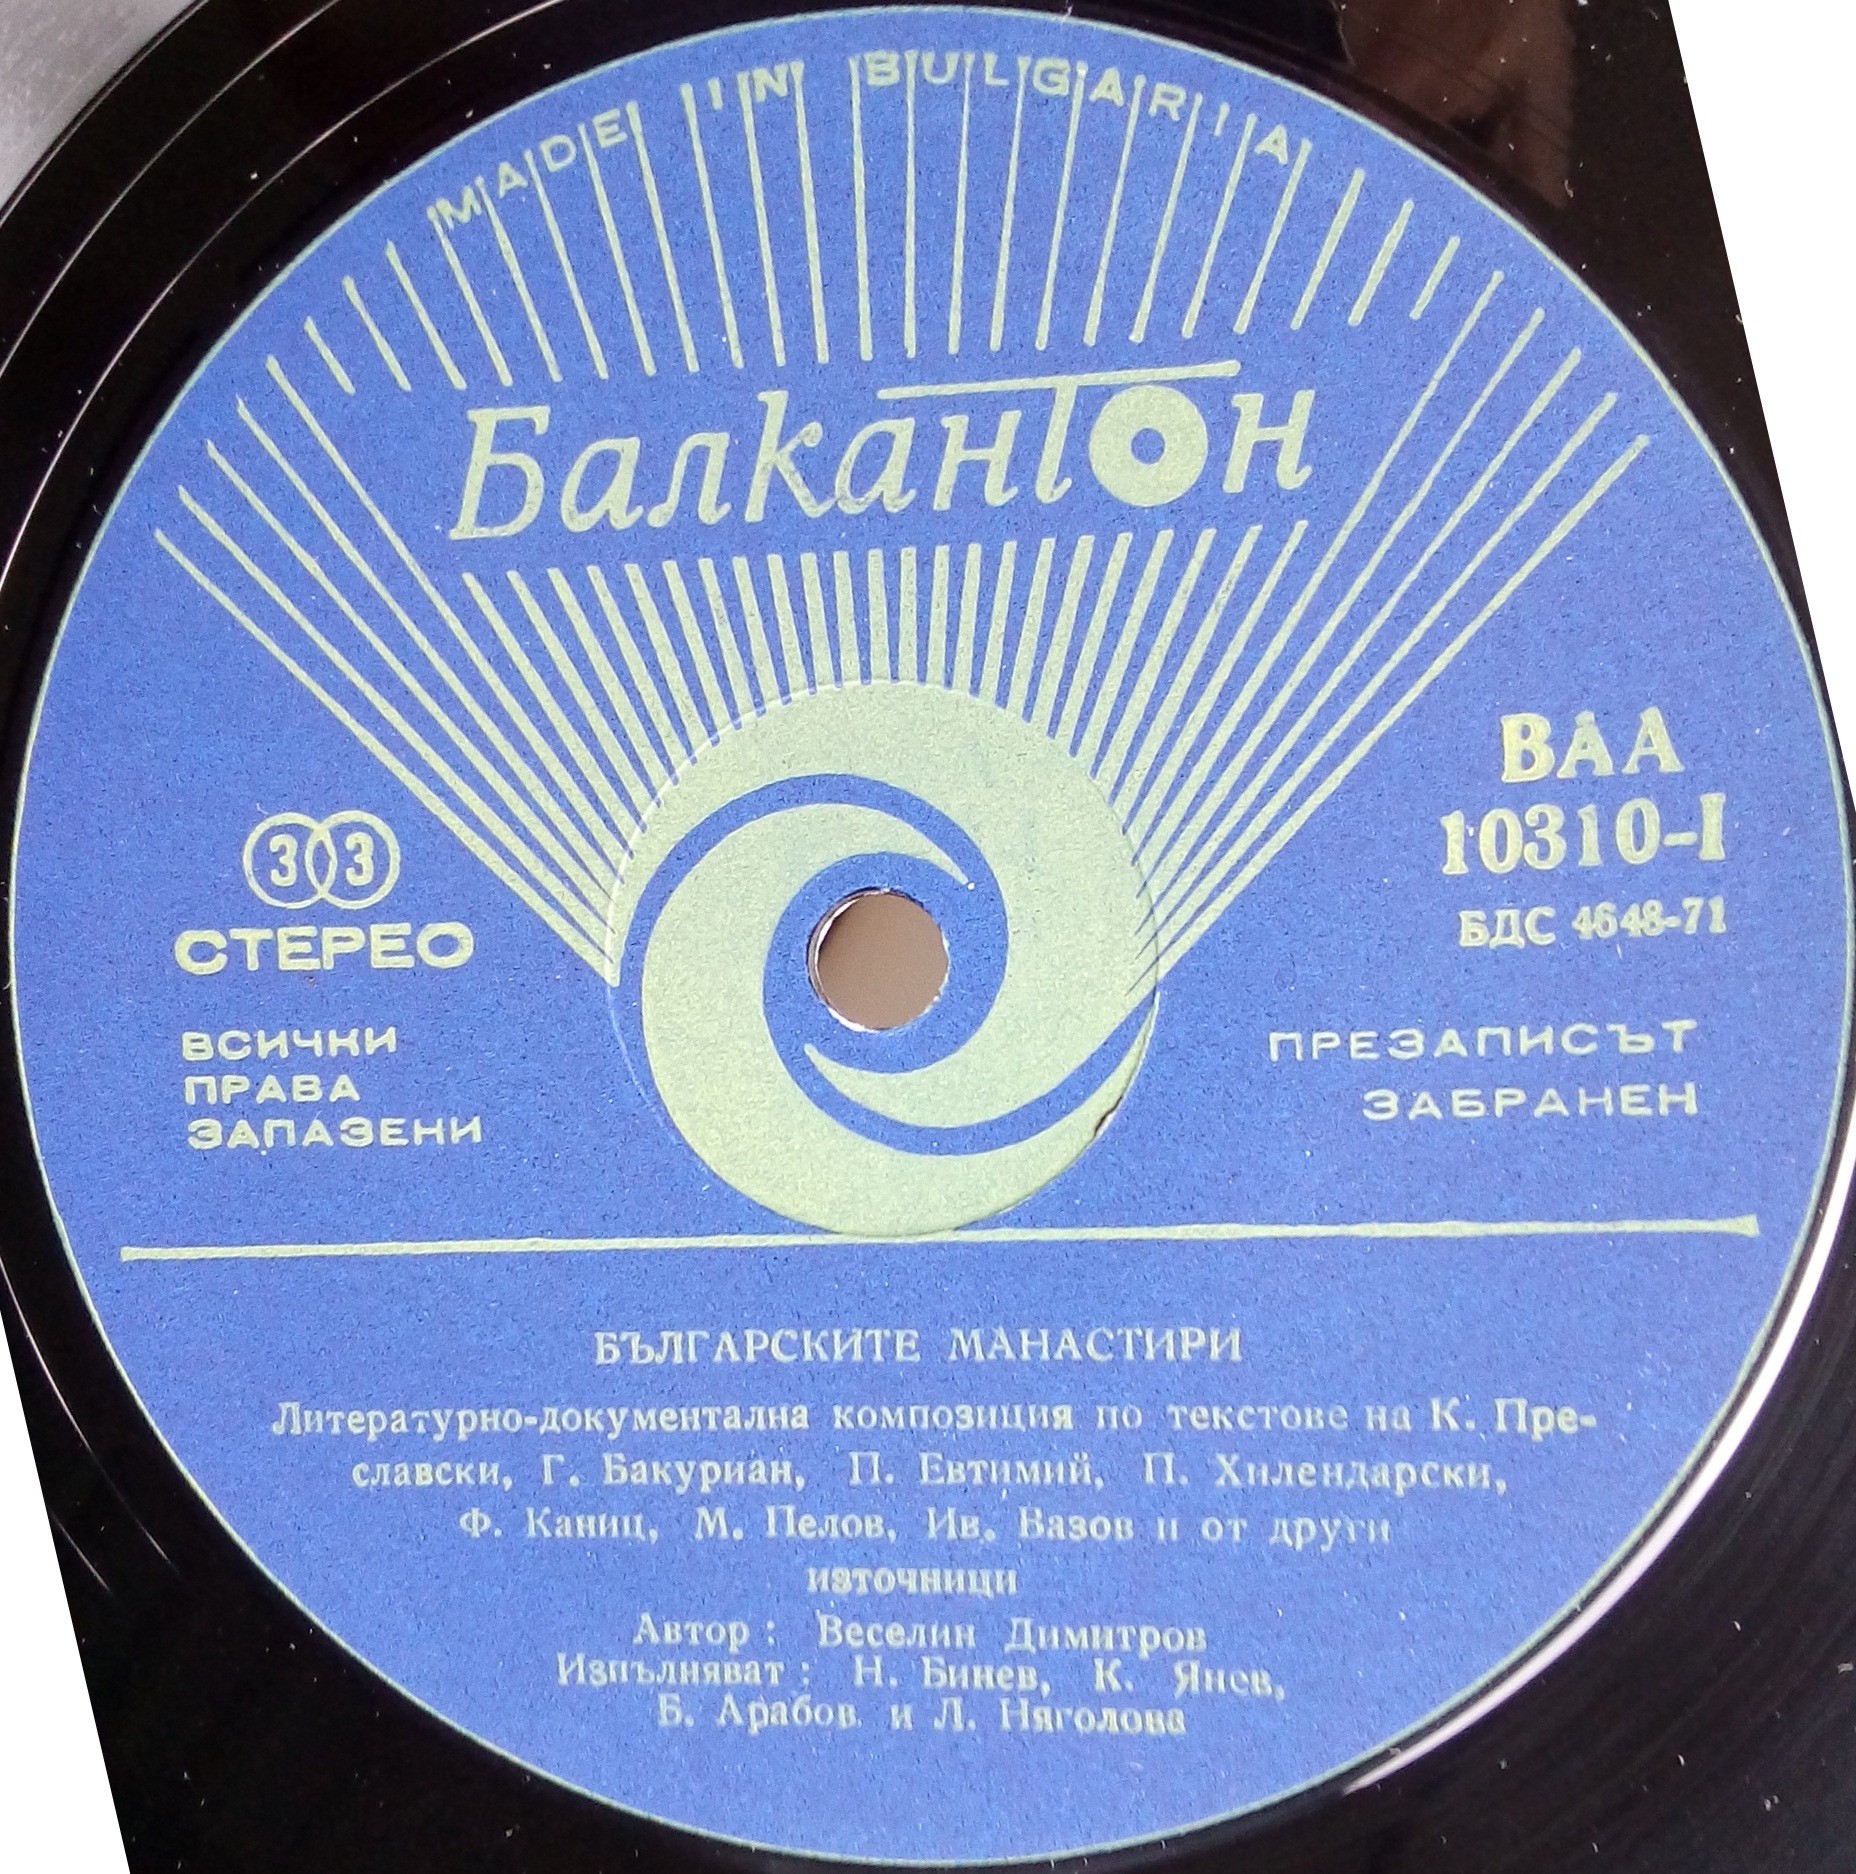 MADE IN BULGARIA
Балкантон
ВАА
10310-I
БДС 4648-71
33
СТЕРЕО
ВСИЧКИ
ПРАВА
ЗАПАЗЕНИ
ПРЕЗАПИСЪТ
ЗАБРАНЕН
БЪЛГАРСКИТЕ МАНАСТИРИ
Литературно-документална композиция по текстове на К. Пре-
славски, Г. Бакуриан, П. Евтимий, П. Хилендарски,
Ф. Каниц, М. Пелов, Ив. Вазов и от други
източници
Автор : Веселин Димитров
Изпълняват : Н. Бинев, К. Янев,
Б. Арабов и Л. Няголова